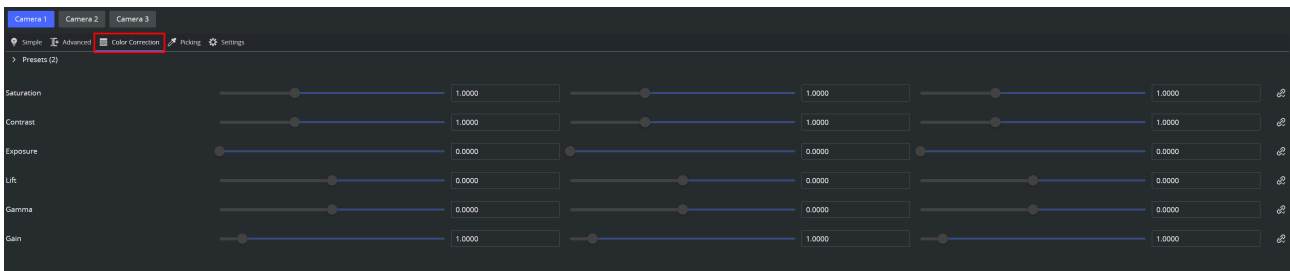 Camera 1 Camera 2 Camera 3
Simple Advanced Color Correction Picking Settings
Presets (2)
Saturation 1.0000 1.0000 1.0000
Contrast 1.0000 1.0000 1.0000
Exposure 0.0000 0.0000 0.0000
Lift 0.0000 0.0000 0.0000
Gamma 0.0000 0.0000 0.0000
Gain 1.0000 1.0000 1.0000